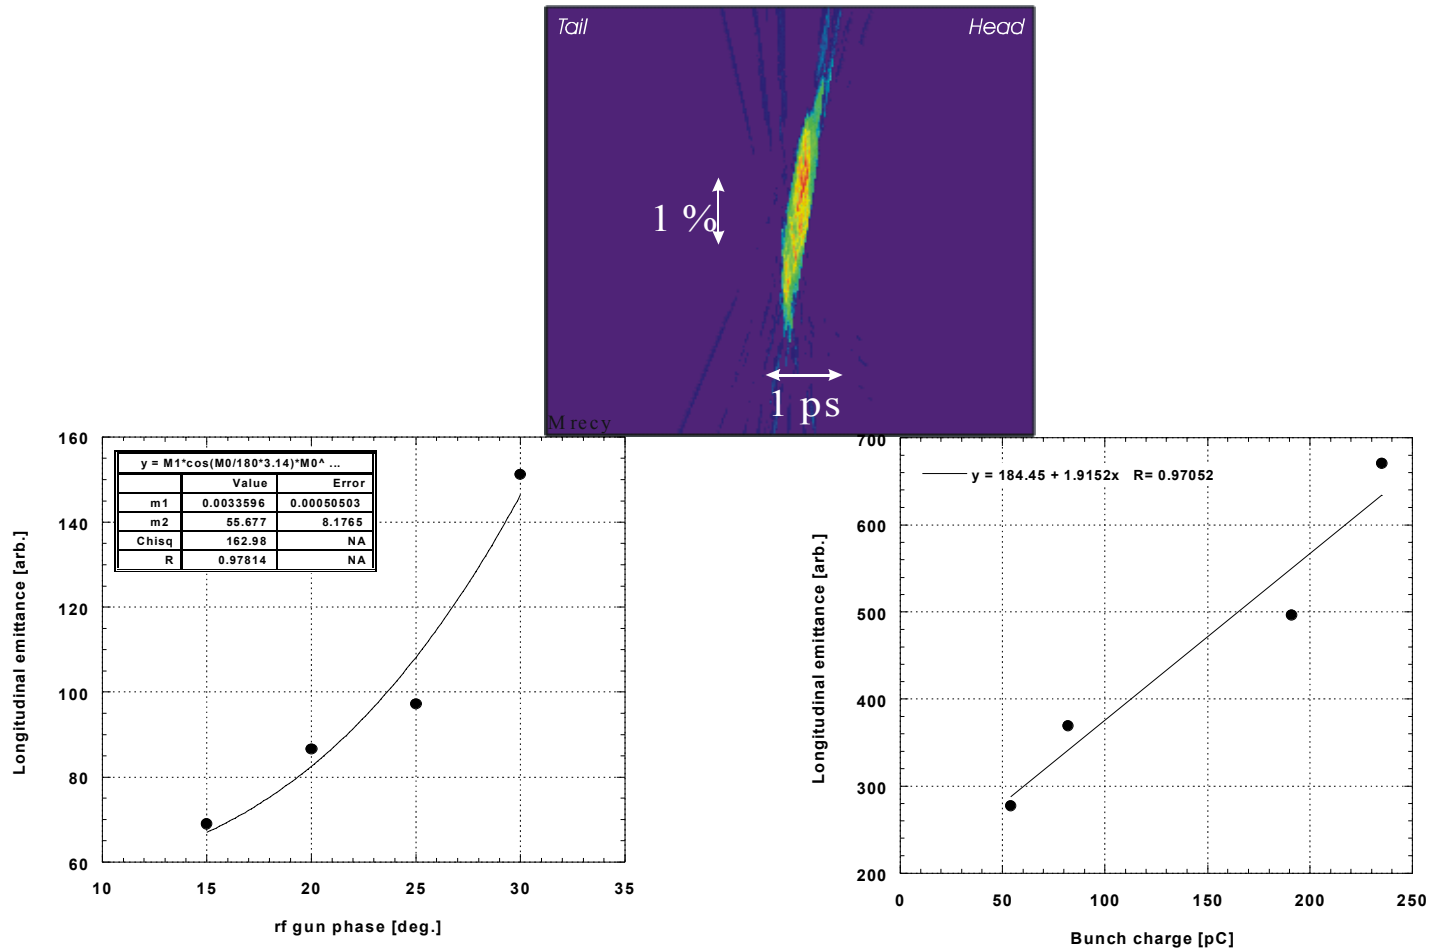 Tail Head
1 %
1 ps
M recy
160
140
120
100
80
60
10 15 20 25 30 35
Longitudinal emittance [arb.]
rf gun phase [deg.]
y = M1*cos(M0/180*3.14)*M0^ ...
Value Error
m1 0.0033596 0.00050503
m2 55.677 8.1765
Chisq 162.98 NA
R 0.97814 NA
700
600
500
400
300
200
0 50 100 150 200 250
Longitudinal emittance [arb.]
Bunch charge [pC]
y = 184.45 + 1.9152x R= 0.97052